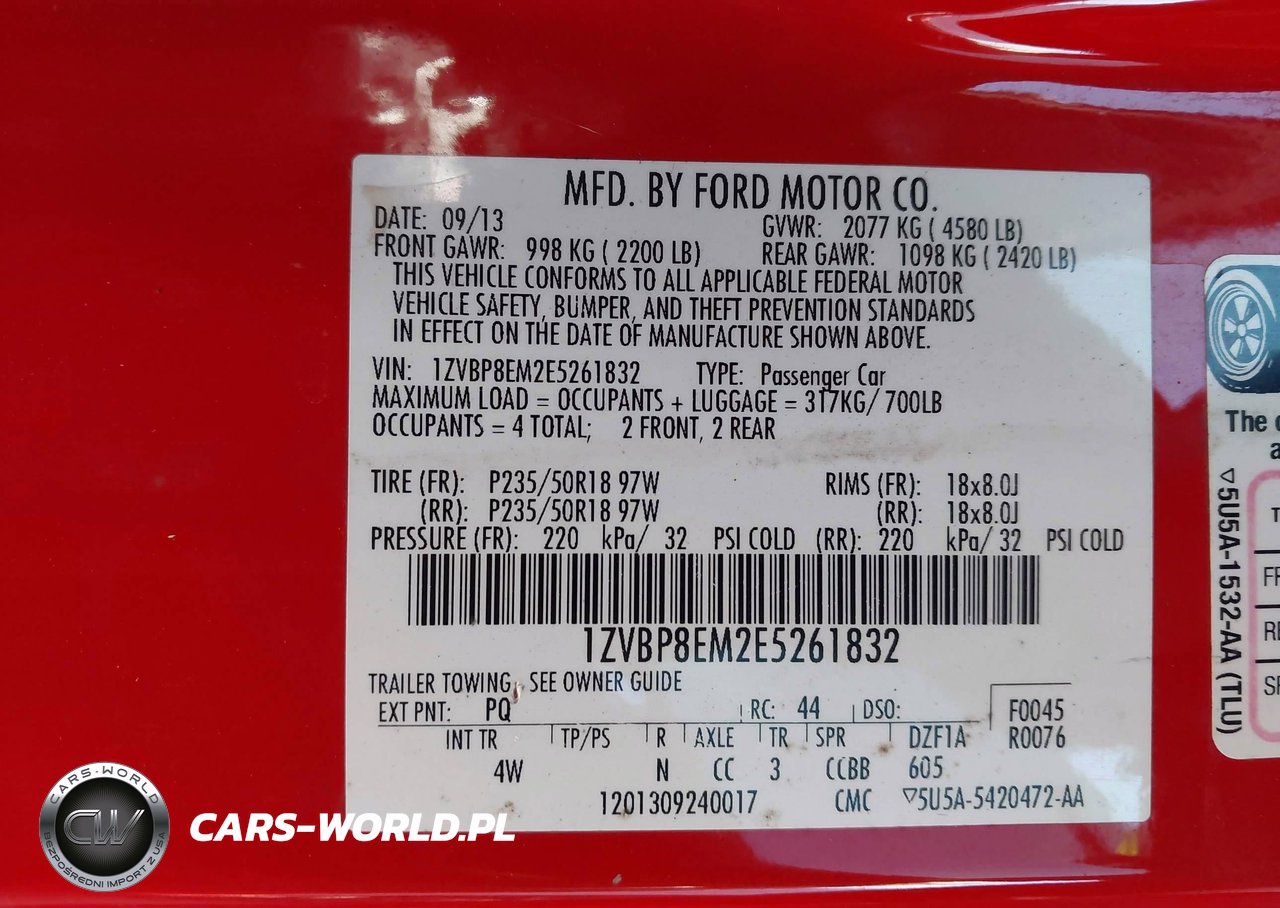 MFD. BY FORD MOTOR CO.
DATE: 09/13 GVWR: 2077 KG ( 4580 LB)
FRONT GAWR: 998 KG ( 2200 LB) REAR GAWR: 1098 KG ( 2420 LB)
THIS VEHICLE CONFORMS TO ALL APPLICABLE FEDERAL MOTOR
VEHICLE SAFETY, BUMPER, AND THEFT PREVENTION STANDARDS
IN EFFECT ON THE DATE OF MANUFACTURE SHOWN ABOVE.
VIN: 1ZVBP8EM2E5261832 TYPE: Passenger Car
MAXIMUM LOAD = OCCUPANTS + LUGGAGE = 317KG/ 700LB
OCCUPANTS = 4 TOTAL; 2 FRONT, 2 REAR
TIRE (FR): P235/50R18 97W RIMS (FR): 18x8.0J
(RR): P235/50R18 97W (RR): 18x8.0J
PRESSURE (FR): 220 kPa/ 32 PSI COLD (RR): 220 kPa/ 32 PSI COLD
1ZVBP8EM2E5261832
TRAILER TOWING, SEE OWNER GUIDE
EXT PNT: PQ RC: 44 DSO: F0045
INT TR TP/PS R AXLE TR SPR DZF1A R0076
4W N CC 3 CCBB 605
1201309240017 CMC ▽5U5A-5420472-AA
The
▽5U5A-1532-AA (TLU)
CARS-WORLD
CW
BEZPOŚREDNI IMPORT Z USA
CARS-WORLD.PL